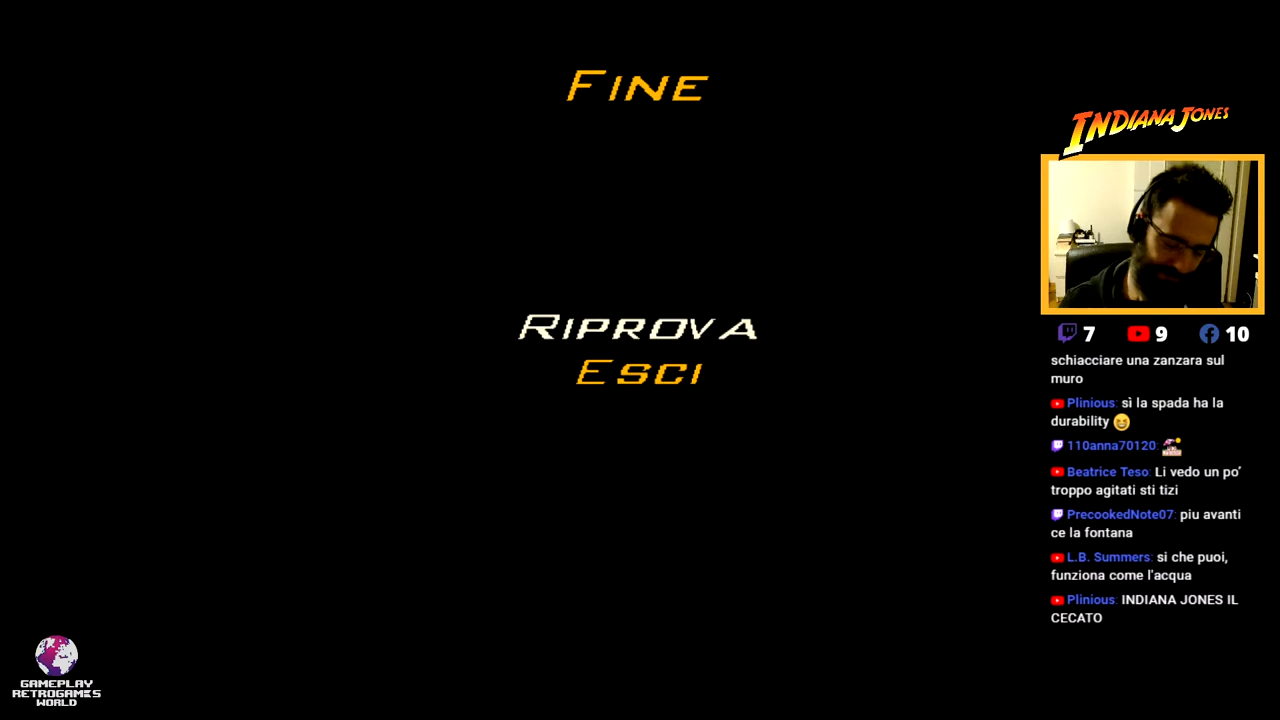 FINE
RIPROVA
ESCI
INDIANA JONES
7 9 10
schiacciare una zanzara sul
muro
Plinious: sì la spada ha la
durability
110anna70120:
Beatrice Teso: Li vedo un po'
troppo agitati sti tizi
PrecookedNote07: piu avanti
ce la fontana
L.B. Summers: si che puoi,
funziona come l'acqua
Plinious: INDIANA JONES IL
CECATO
GAMEPLAY
RETROGAMES
WORLD